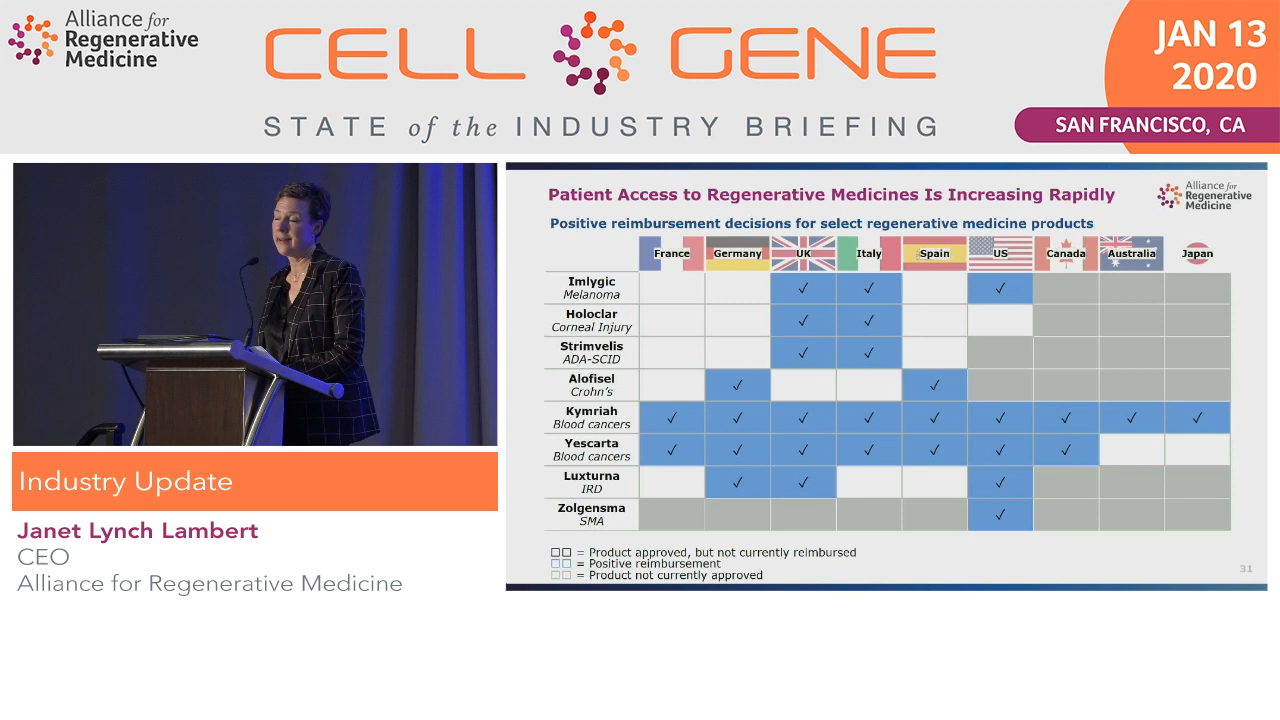 Alliance for
Regenerative
Medicine
CELL GENE
STATE of the INDUSTRY BRIEFING
JAN 13
2020
SAN FRANCISCO, CA
Patient Access to Regenerative Medicines Is Increasing Rapidly
Alliance for
Regenerative
Medicine
Positive reimbursement decisions for select regenerative medicine products
France Germany UK Italy Spain US Canada Australia Japan
Imlygic
Melanoma
✓ ✓ ✓
Holoclar
Corneal Injury
✓ ✓
Strimvelis
ADA-SCID
✓ ✓
Alofisel
Crohn's
✓ ✓
Kymriah
Blood cancers
✓ ✓ ✓ ✓ ✓ ✓ ✓ ✓ ✓
Yescarta
Blood cancers
✓ ✓ ✓ ✓ ✓ ✓ ✓
Luxturna
IRD
✓ ✓ ✓
Zolgensma
SMA
✓
= Product approved, but not currently reimbursed
= Positive reimbursement
= Product not currently approved
31
Industry Update
Janet Lynch Lambert
CEO
Alliance for Regenerative Medicine